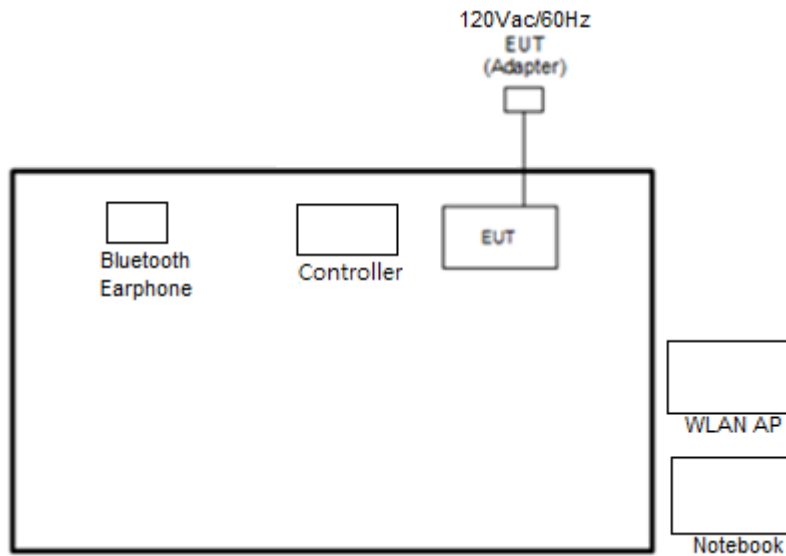 120Vac/60Hz
EUT
(Adapter)
EUT
Bluetooth
Earphone
Controller
WLAN AP
Notebook